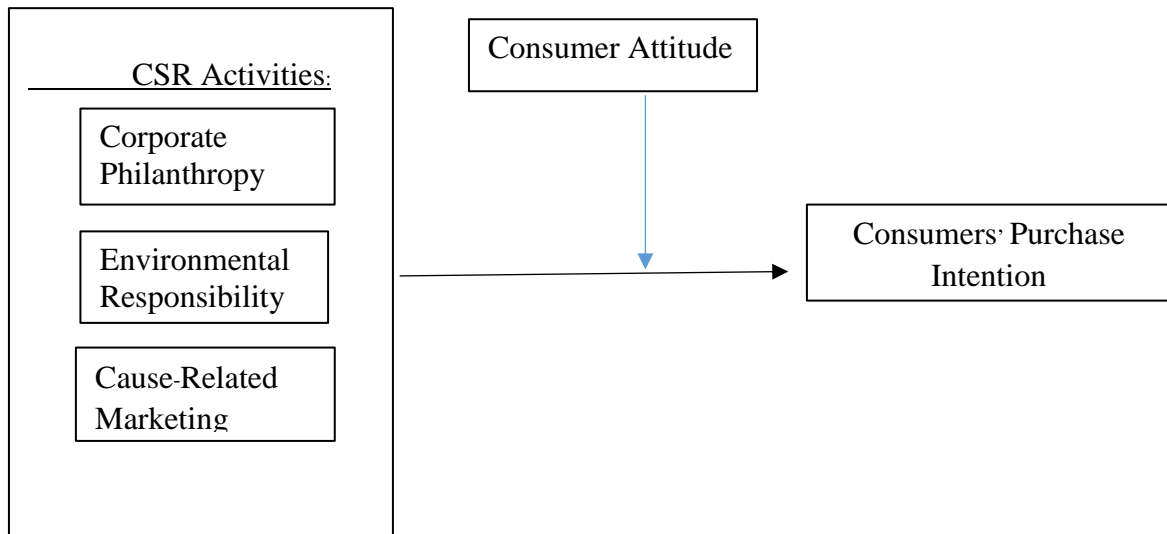 CSR Activities:
Corporate
Philanthropy
Environmental
Responsibility
Cause-Related
Marketing
Consumer Attitude
Consumers' Purchase
Intention